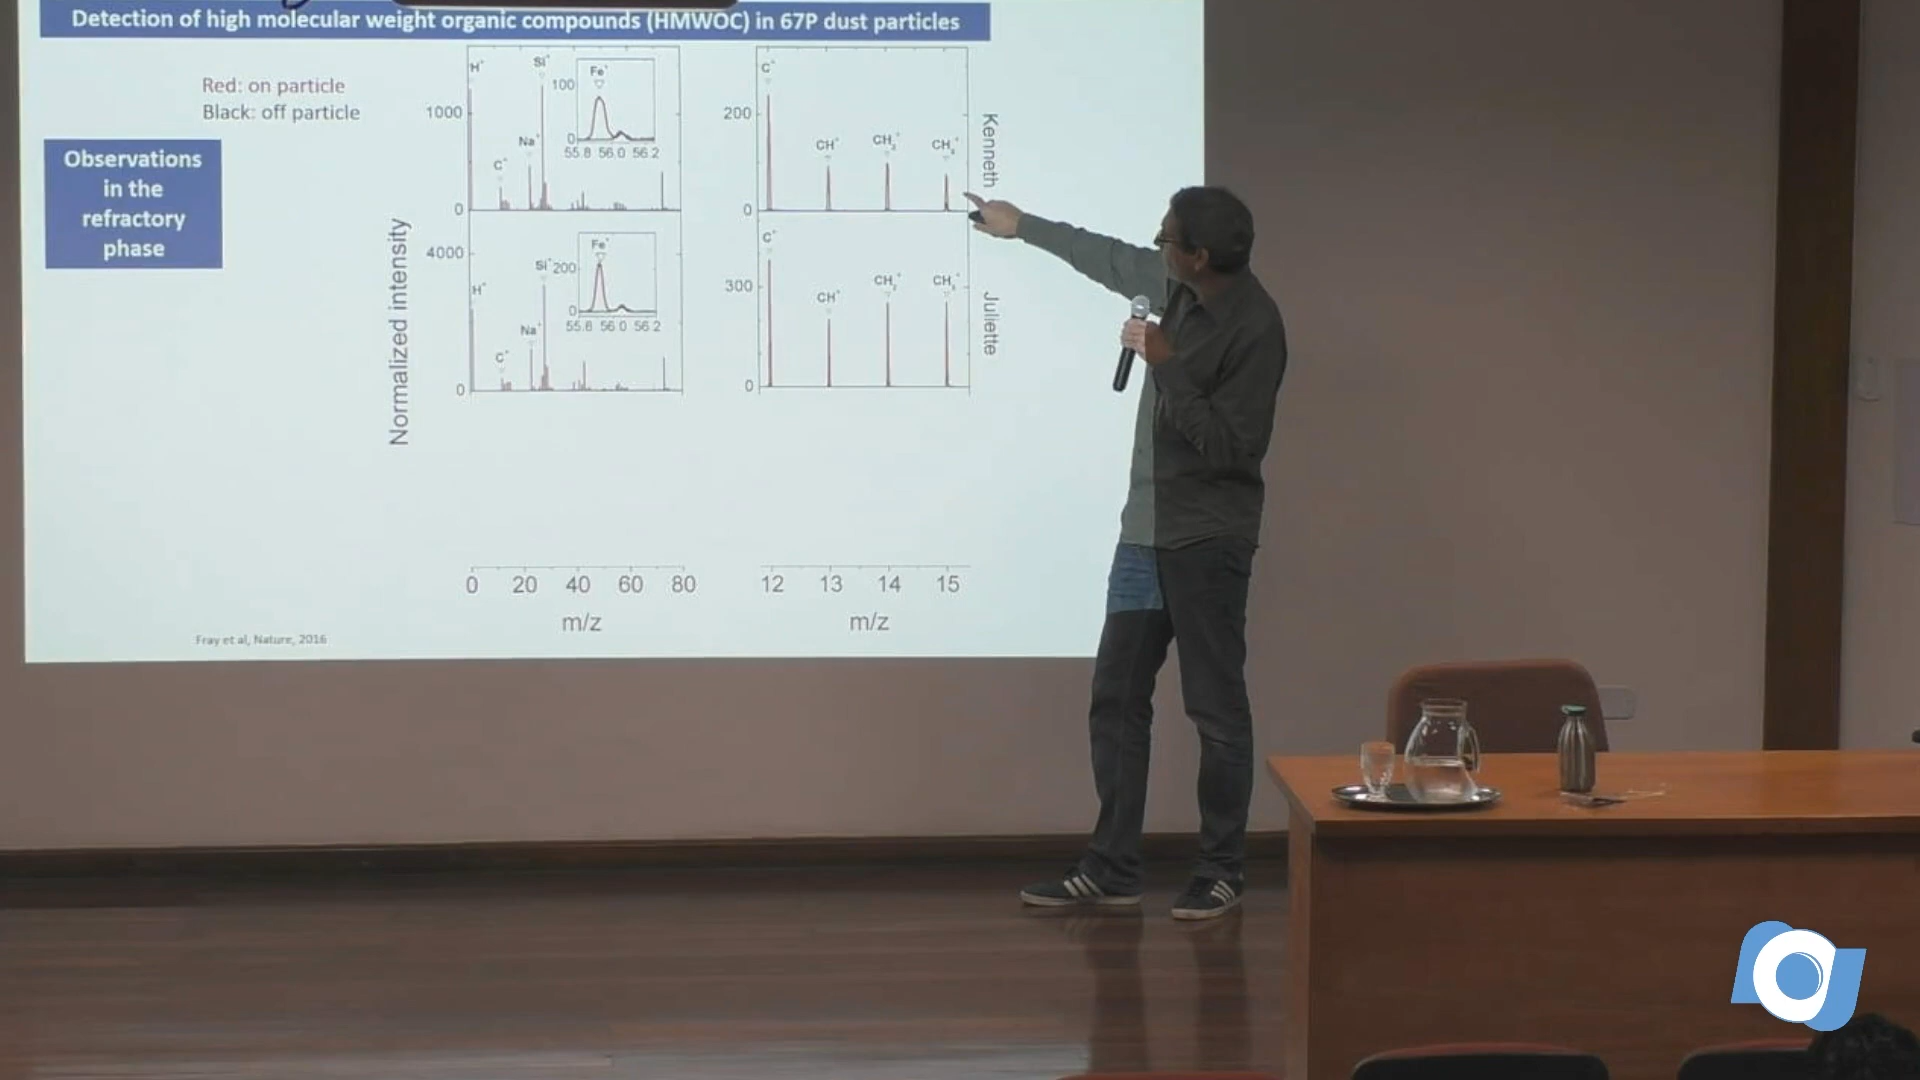 Detection of high molecular weight organic compounds (HMWOC) in 67P dust particles
Red: on particle
Black: off particle
Observations
in the
refractory
phase
Normalized intensity
H⁺
Si⁺
Fe⁺
100
1000
Na⁺
0
55.8 56.0 56.2
C⁺
0
C⁺
200
CH⁺
CH₂⁺
CH₃⁺
0
Kenneth
4000
Fe⁺
Si⁺
200
H⁺
0
Na⁺
55.8 56.0 56.2
C⁺
0
C⁺
300
CH⁺
CH₂⁺
CH₃⁺
0
Juliette
0 20 40 60 80
m/z
12 13 14 15
m/z
Fray et al, Nature, 2016